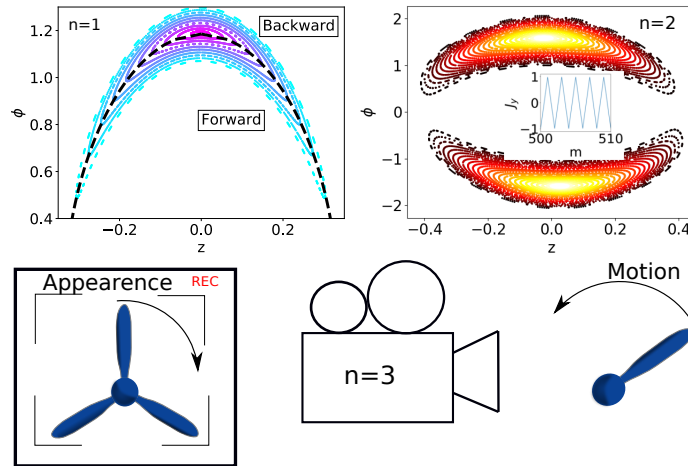 n=1
Backward
Forward
1.2
1.0
0.8
0.6
0.4
ϕ
−0.2
0.0
0.2
z
n=2
2
1
0
−1
−2
ϕ
1
0
−1
J_y
500
510
m
−0.4
−0.2
0.0
0.2
0.4
z
Appearence
REC
n=3
Motion